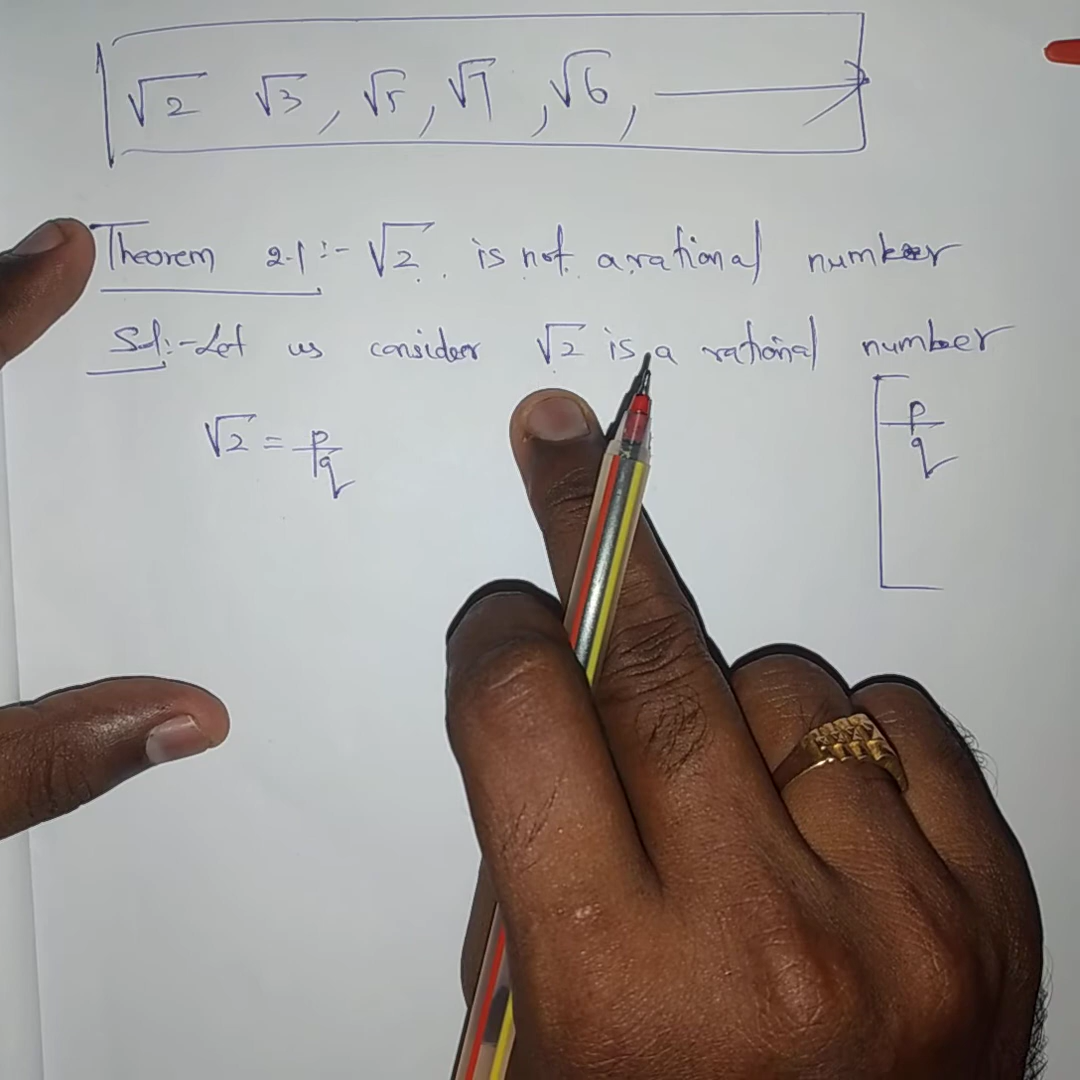 √2 √3, √5, √7, √6, ⟶
Theorem 2.1:- √2 is not a rational number
Sol:- Let us consider √2 is a rational number
√2 = p/q
p/q